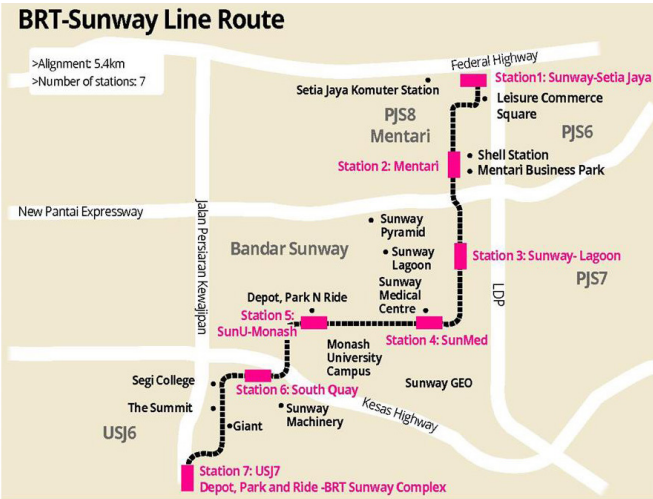 BRT-Sunway Line Route
>Alignment: 5.4km
>Number of stations: 7
Federal Highway
Station1: Sunway-Setia Jaya
Setia Jaya Komuter Station
Leisure Commerce
Square
PJS8
Mentari
PJS6
Shell Station
Station 2: Mentari
Mentari Business Park
New Pantai Expressway
Jalan Persiaran Kewajipan
Sunway
Pyramid
Bandar Sunway
Sunway
Lagoon
Station 3: Sunway- Lagoon
PJS7
LDP
Sunway
Medical
Centre
Depot, Park N Ride
Station 5:
SunU-Monash
Station 4: SunMed
Monash
University
Campus
Segi College
Station 6: South Quay
Sunway GEO
The Summit
Sunway
Machinery
Kesas Highway
Giant
USJ6
Station 7: USJ7
Depot, Park and Ride -BRT Sunway Complex